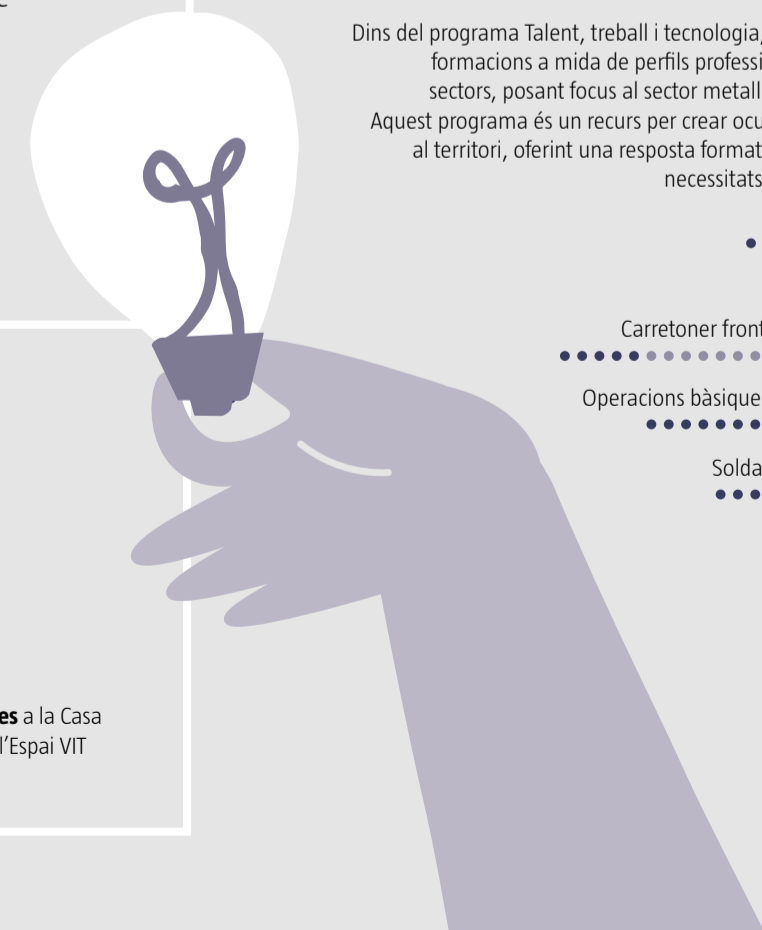 Dins del programa Talent, treball i tecnologia,
formacions a mida de perfils professi
sectors, posant focus al sector metall
Aquest programa és un recurs per crear ocu
al territori, oferint una resposta format
necessitats
Carretoner front
Operacions bàsique
Solda
es a la Casa
l’Espai VIT